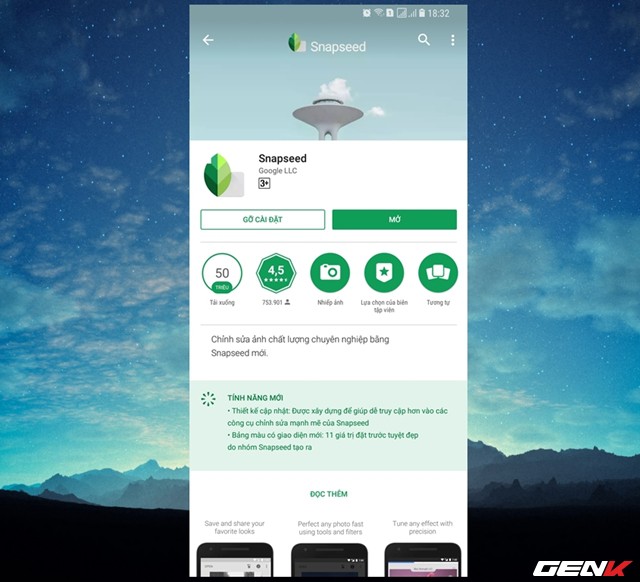 18:32
Snapseed
Snapseed
Google LLC
3+
GỠ CÀI ĐẶT
MỞ
50
TRIỆU
4,5
Tải xuống
753.901
Nhiếp ảnh
Lựa chọn của biên
tập viên
Tương tự
Chỉnh sửa ảnh chất lượng chuyên nghiệp bằng
Snapseed mới.
TÍNH NĂNG MỚI
• Thiết kế cập nhật: Được xây dựng để giúp dễ truy cập hơn vào các
công cụ chỉnh sửa mạnh mẽ của Snapseed
• Bảng màu có giao diện mới: 11 giá trị đặt trước tuyệt đẹp
do nhóm Snapseed tạo ra
ĐỌC THÊM
Save and share your
favorite looks
Perfect any photo fast
using tools and filters
Tune any effect with
precision
GENK